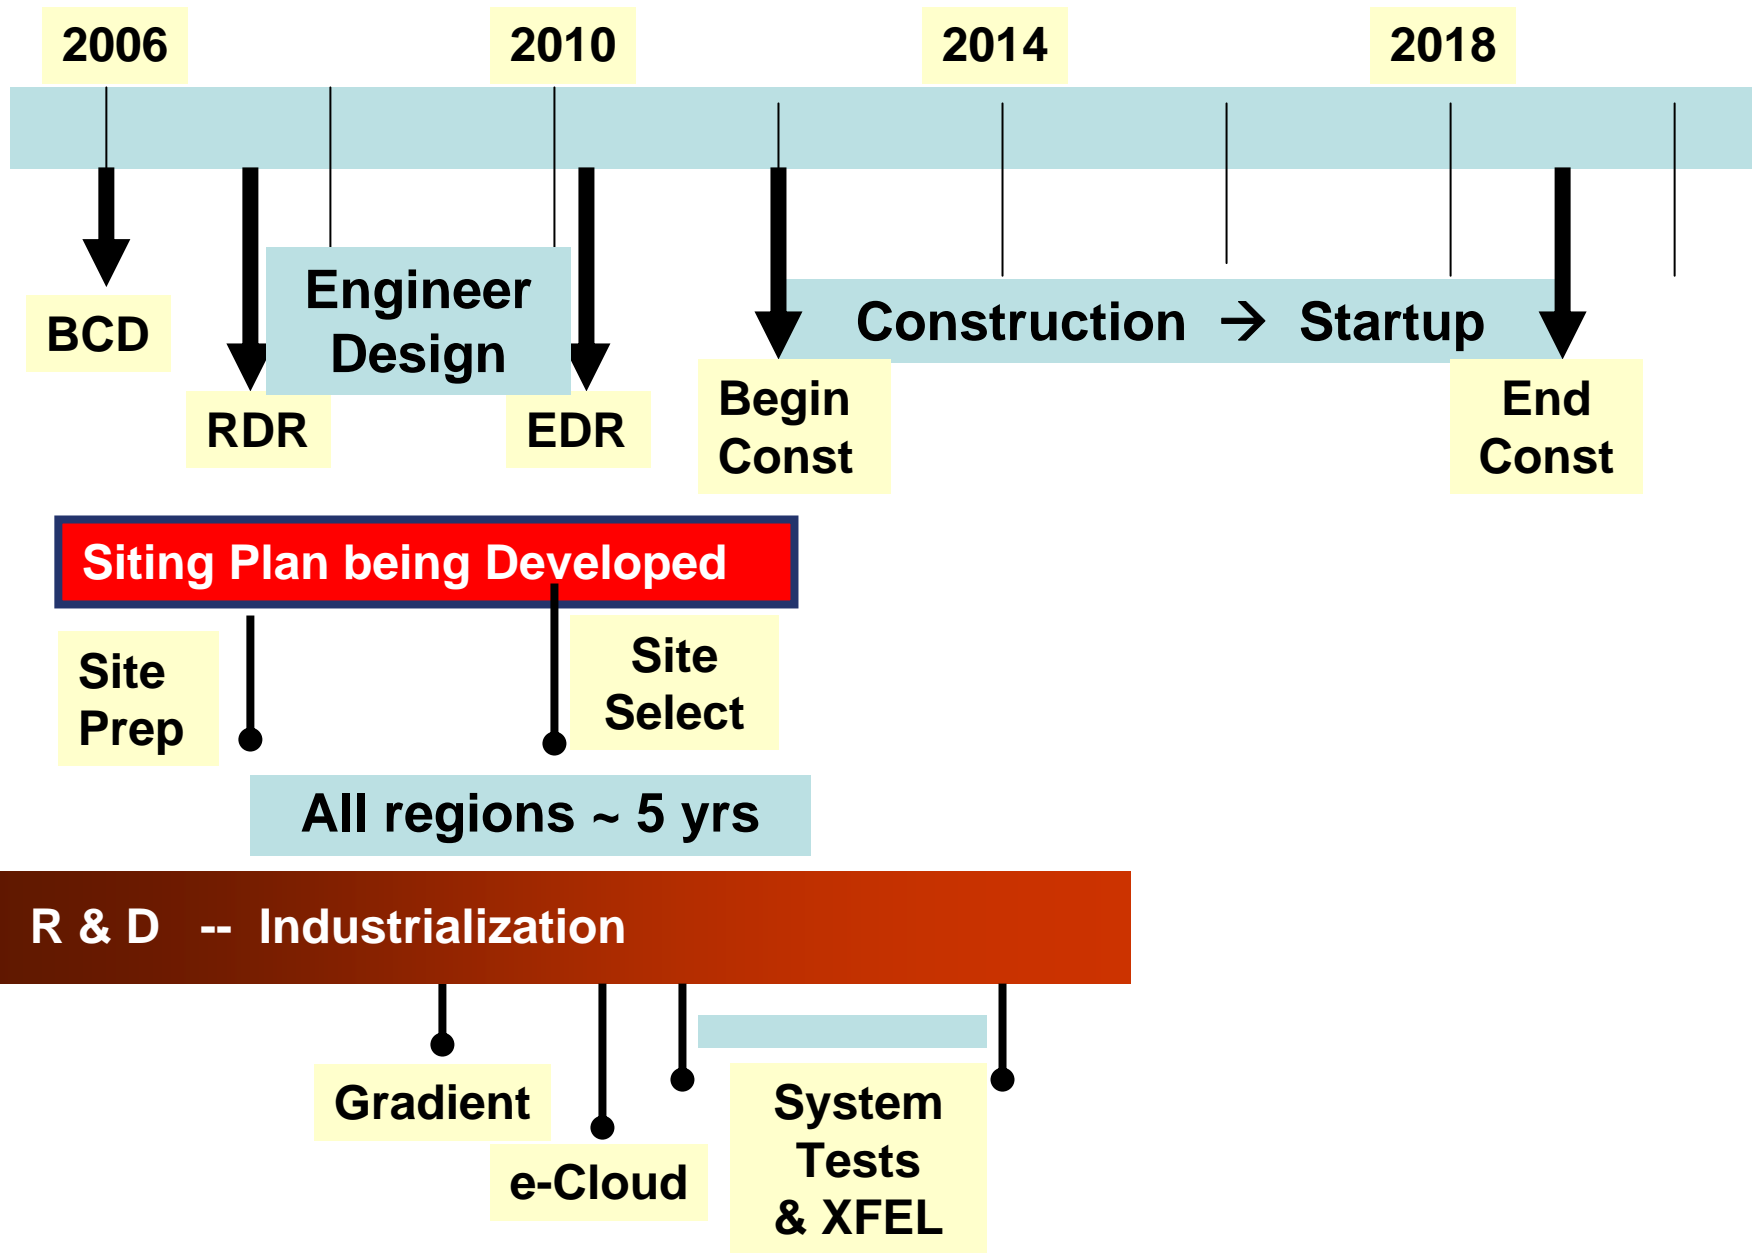 2006
2010
2014
2018
BCD
RDR
Engineer
Design
EDR
Begin
Const
Construction → Startup
End
Const
Siting Plan being Developed
Site
Prep
Site
Select
All regions ~ 5 yrs
R & D -- Industrialization
Gradient
e-Cloud
System
Tests
& XFEL